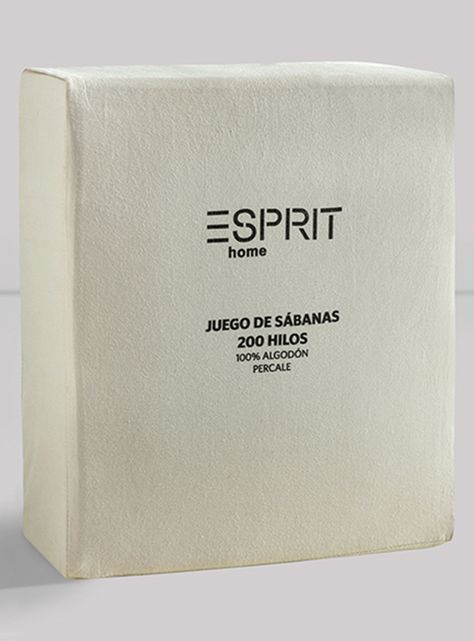 ESPRIT
home
JUEGO DE SÁBANAS
200 HILOS
100% ALGODÓN
PERCALE